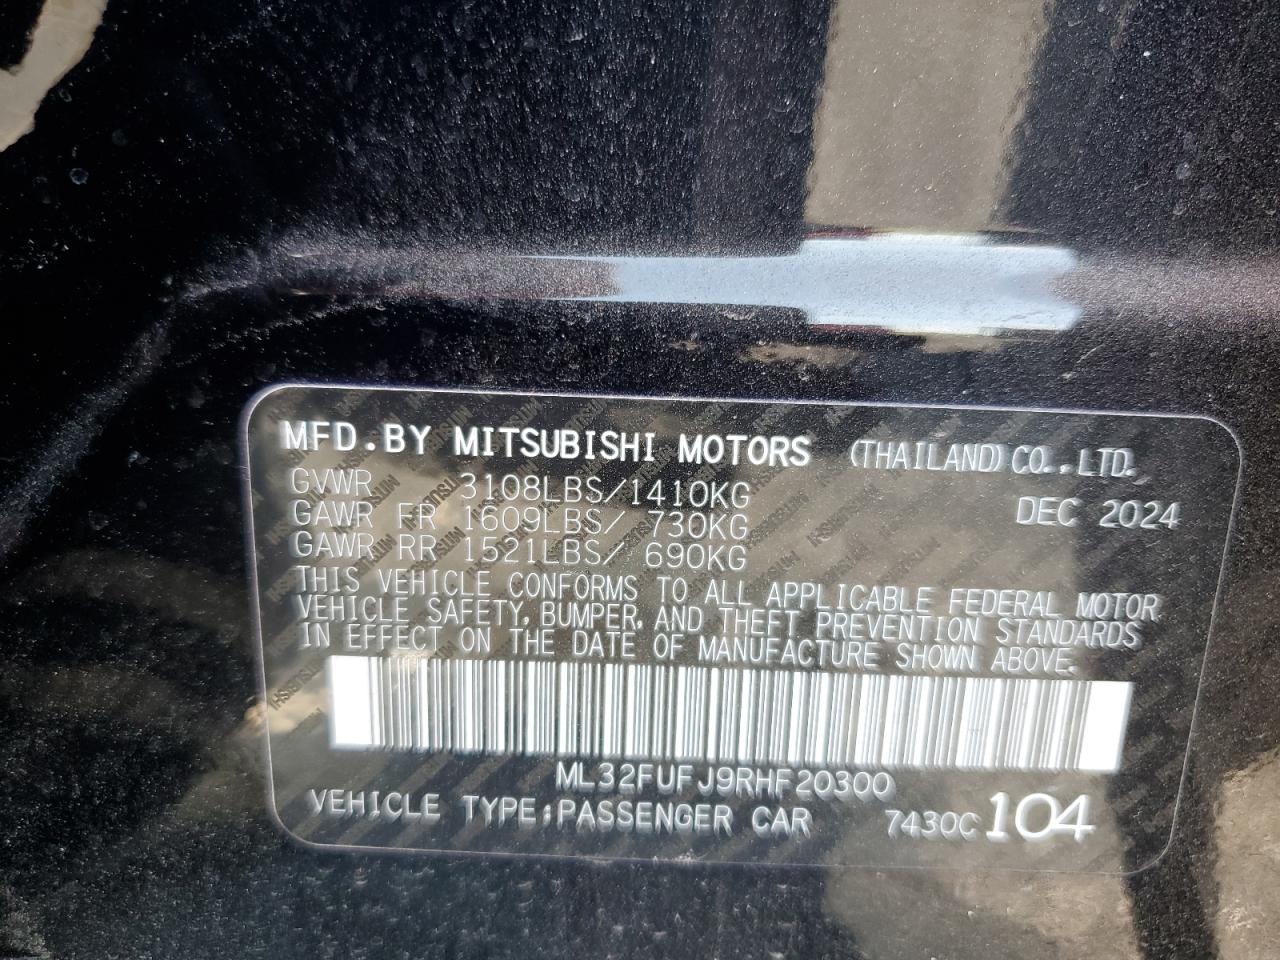 MFD.BY MITSUBISHI MOTORS (THAILAND) CO.,LTD.
GVWR 3108LBS/1410KG DEC 2024
GAWR FR 1609LBS/ 730KG
GAWR RR 1521LBS/ 690KG
THIS VEHICLE CONFORMS TO ALL APPLICABLE FEDERAL MOTOR
VEHICLE SAFETY, BUMPER, AND THEFT PREVENTION STANDARDS
IN EFFECT ON THE DATE OF MANUFACTURE SHOWN ABOVE.
ML32FUFJ9RHF20300
VEHICLE TYPE:PASSENGER CAR 7430C 104